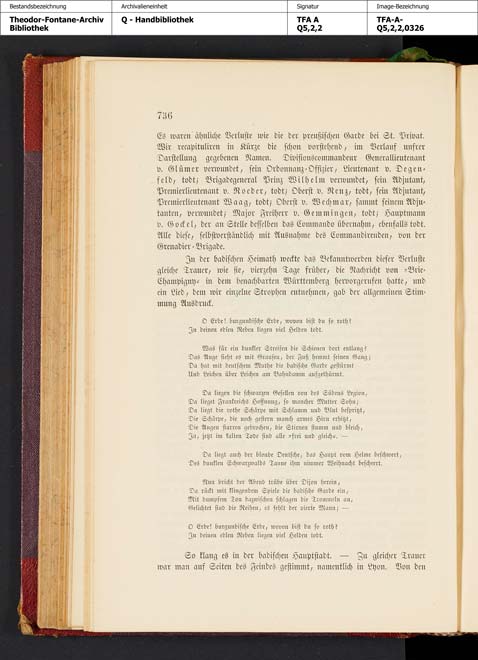 Bestandsbezeichnung
Archivalieneinheit
Signatur
Image-Bezeichnung
Theodor-Fontane-Archiv
Bibliothek
Q - Handbibliothek
TFA A
Q5,2,2
TFA-A-
Q5,2,2,0326
736
Es waren ähnliche Verluste wie die der preußischen Garde bei St. Privat.
Wir recapituliren in Kürze die schon vorstehend, im Verlauf unsrer
Darstellung gegebenen Namen. Divisionscommandeur Generallieutenant
v. Glümer verwundet, sein Ordonnanz-Offizier, Lieutenant v. Degen-
feld, todt; Brigadegeneral Prinz Wilhelm verwundet, sein Adjutant,
Premierlieutenant v. Roeder, todt; Oberst v. Renz, todt, sein Adjutant,
Premierlieutenant Waag, todt; Oberst v. Wechmar, sammt seinem Adju-
tanten, verwundet; Major Freiherr v. Gemmingen, todt; Hauptmann
v. Gockel, der an Stelle desselben das Commando übernahm, ebenfalls todt.
Alle diese, selbstverständlich mit Ausnahme des Commandirenden, von der
Grenadier-Brigade.
In der badischen Heimath weckte das Bekanntwerden dieser Verluste
gleiche Trauer, wie sie, vierzehn Tage früher, die Nachricht von »Brie-
Champigny« in dem benachbarten Württemberg hervorgerufen hatte, und
ein Lied, dem wir einzelne Strophen entnehmen, gab der allgemeinen Stim-
mung Ausdruck.
O Erde! burgundische Erde, wovon bist du so roth?
In deinen edlen Reben liegen viel Helden todt.
Was für ein dunkler Streifen die Schienen dort entlang?
Das Auge sieht es mit Grausen, der Fuß hemmt seinen Gang;
Da hat mit deutschem Muthe die badische Garde gestürmt
Und Leichen über Leichen am Bahndamm aufgethürmt.
Da liegen die schwarzen Gesellen von des Südens Legion,
Da lieget Frankreichs Hoffnung, so mancher Mutter Sohn;
Da liegt die rothe Schärpe mit Schlamm und Blut bespritzt,
Die Schärpe, die noch gestern manch armes Hirn erhitzt,
Die Augen starren gebrochen, die Stirnen stumm und bleich,
Ja, jetzt im kalten Tode sind alle »frei und gleich«. —
Da liegt auch der blonde Deutsche, das Haupt vom Helme beschwert,
Des dunklen Schwarzwalds Tanne ihm nimmer Weihnacht beschert.
Nun bricht der Abend trübe über Dijon herein,
Da rückt mit klingendem Spiele die badische Garde ein,
Mit dumpfem Ton dazwischen schlagen die Trommeln an,
Gelichtet sind die Reihen, es fehlt der vierte Mann; —
O Erde! burgundische Erde, wovon bist du so roth?
In deinen edlen Reben liegen viel Helden todt.
So klang es in der badischen Hauptstadt. — Zu gleicher Trauer
war man auf Seiten des Feindes gestimmt, namentlich in Lyon. Von den